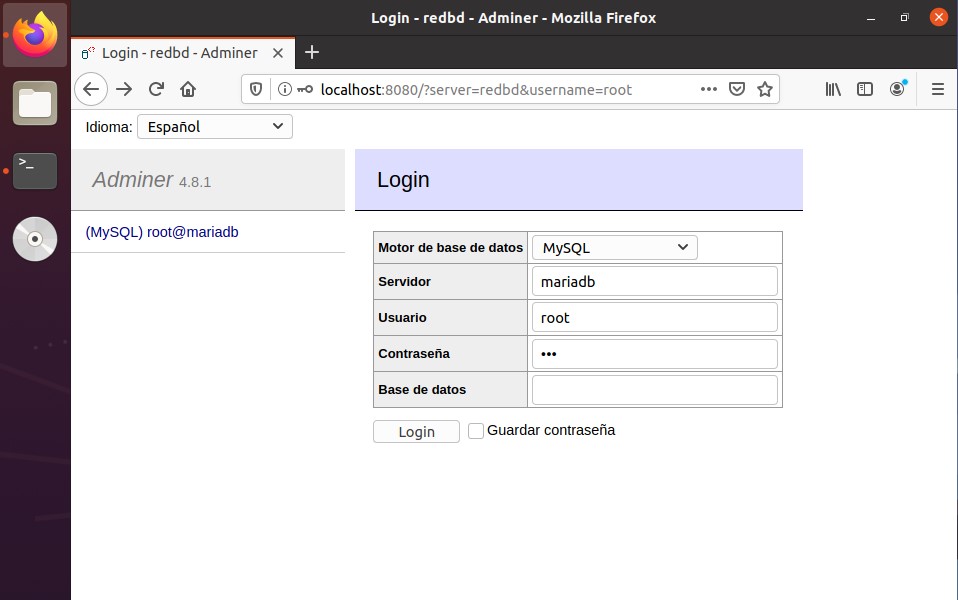 Login - redbd - Adminer - Mozilla Firefox
Login - redbd - Adminer
localhost:8080/?server=redbd&username=root
Idioma: Español
Adminer 4.8.1
Login
(MySQL) root@mariadb
Motor de base de datos MySQL
Servidor mariadb
Usuario root
Contraseña •••
Base de datos
Login Guardar contraseña
>_